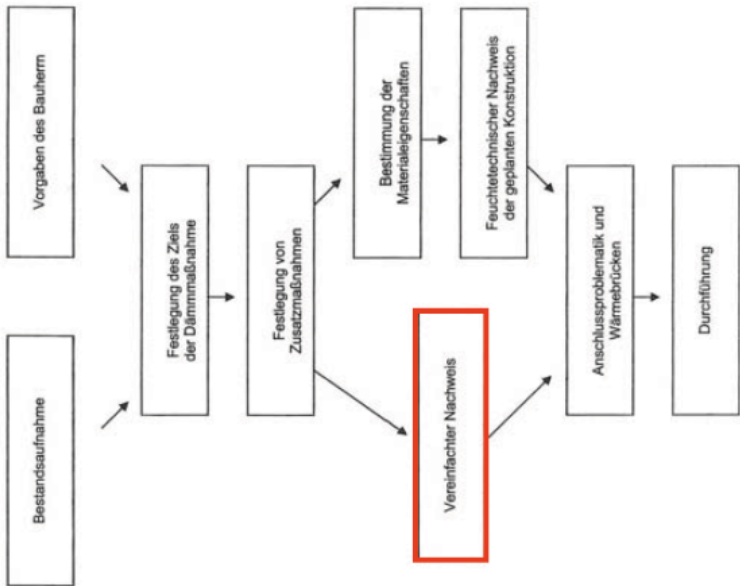 Bestandsaufnahme
Vorgaben des Bauherrn
Festlegung des Ziels
der Dämmmaßnahme
Festlegung von
Zusatzmaßnahmen
Vereinfachter Nachweis
Bestimmung der
Materialeigenschaften
Feuchtetechnischer Nachweis
der geplanten Konstruktion
Anschlussproblematik und
Wärmebrücken
Durchführung